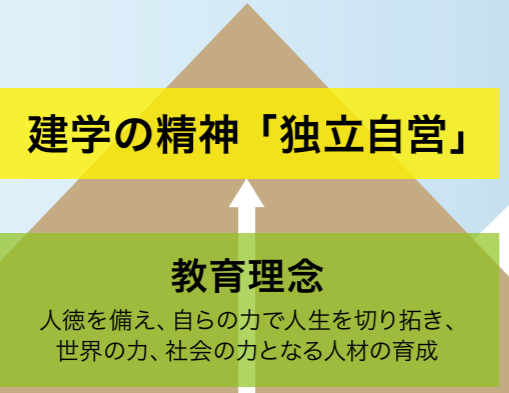 建学の精神「独立自営」
教育理念
人徳を備え、自らの力で人生を切り拓き、
世界の力、社会の力となる人材の育成